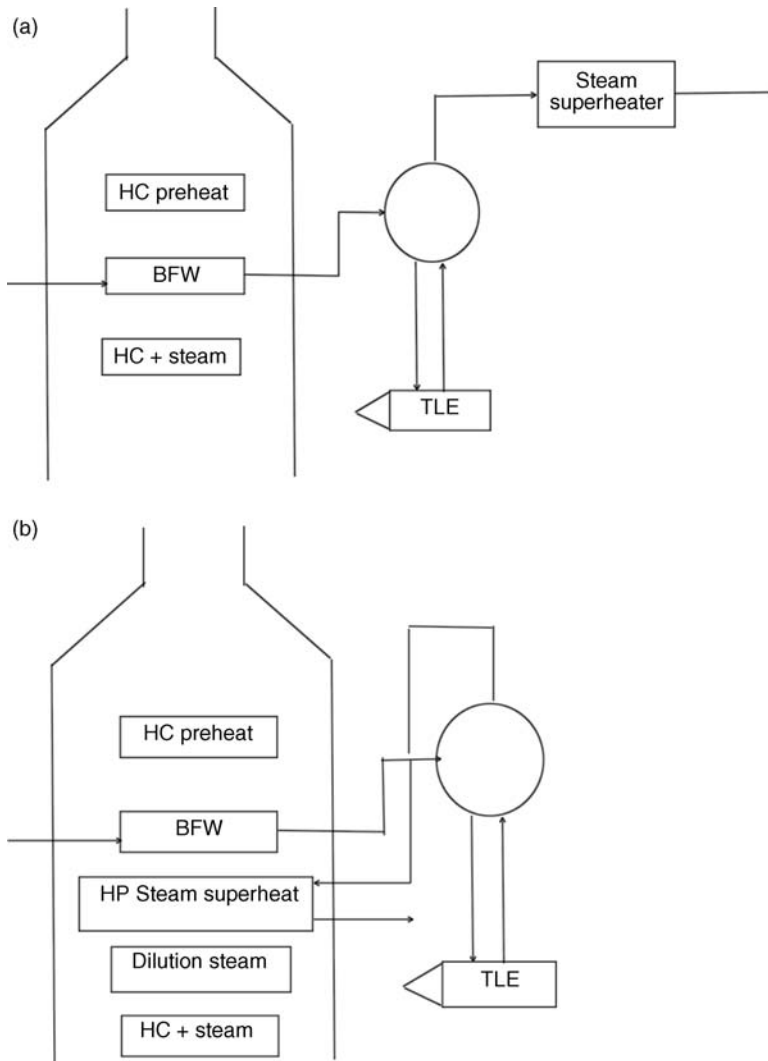 (a)
Steam
superheater
HC preheat
BFW
HC + steam
TLE
(b)
HC preheat
BFW
HP Steam superheat
Dilution steam
TLE
HC + steam